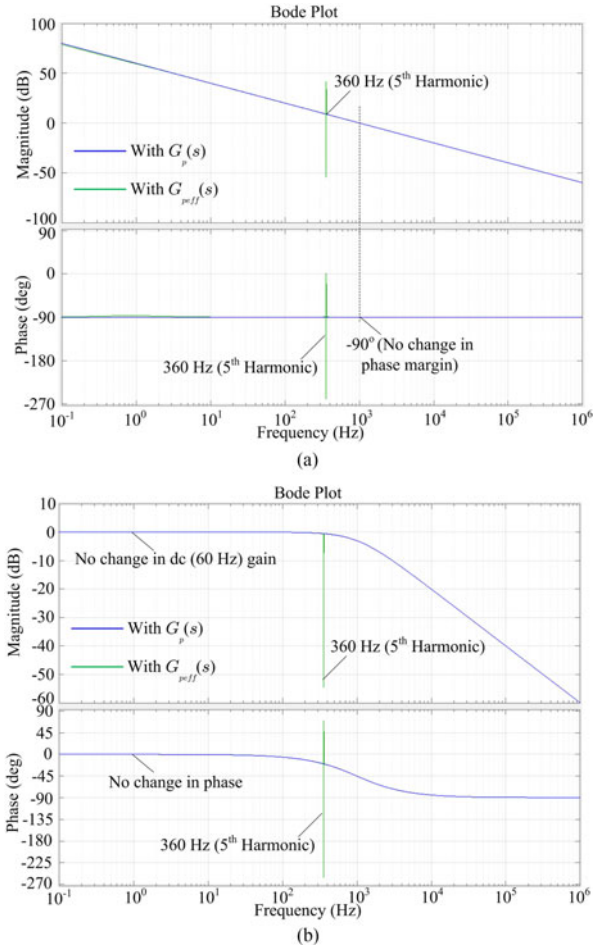 Bode Plot
100
50
0
-50
-100
Magnitude (dB)
360 Hz (5th Harmonic)
With Gp(s)
With Gpeff(s)
90
0
-90
-180
-270
Phase (deg)
360 Hz (5th Harmonic)
-90° (No change in
phase margin)
10-1 100 101 102 103 104 105 106
Frequency (Hz)
(a)
Bode Plot
10
0
-10
-20
-30
-40
-50
-60
Magnitude (dB)
No change in dc (60 Hz) gain
With Gp(s)
With Gpeff(s)
360 Hz (5th Harmonic)
90
45
0
-45
-90
-135
-180
-225
-270
Phase (deg)
No change in phase
360 Hz (5th Harmonic)
10-1 100 101 102 103 104 105 106
Frequency (Hz)
(b)